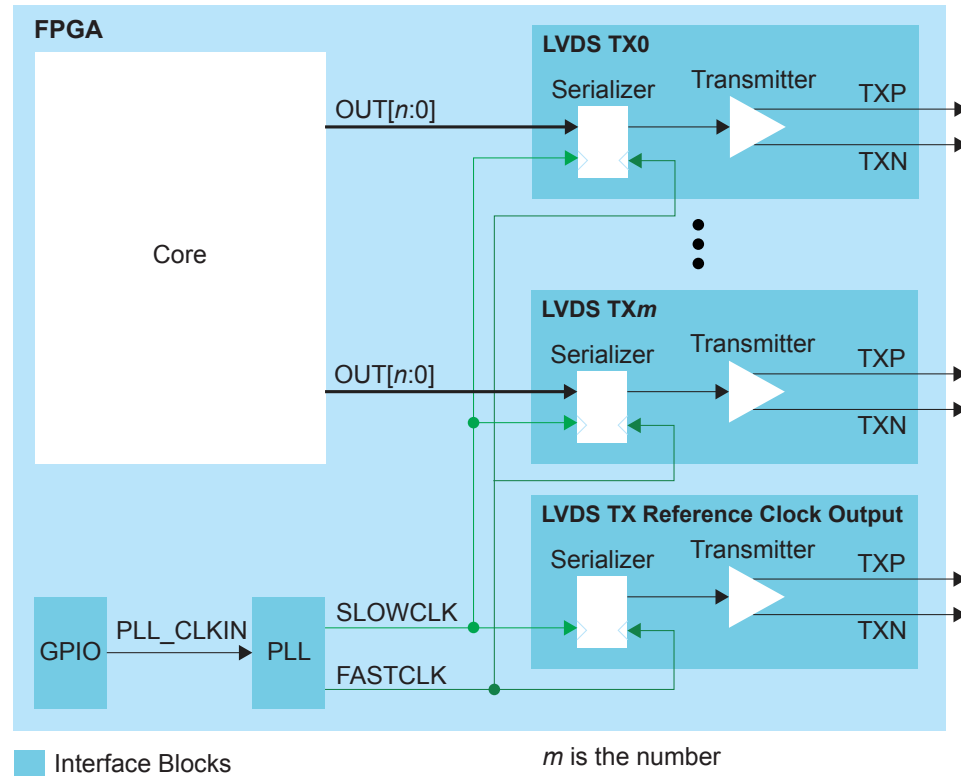 FPGA
LVDS TX0
Serializer
Transmitter
TXP
OUT[n:0]
TXN
Core
LVDS TXm
Serializer
Transmitter
TXP
OUT[n:0]
TXN
LVDS TX Reference Clock Output
Serializer
Transmitter
TXP
TXN
SLOWCLK
PLL_CLKIN
GPIO
PLL
FASTCLK
Interface Blocks
m is the number